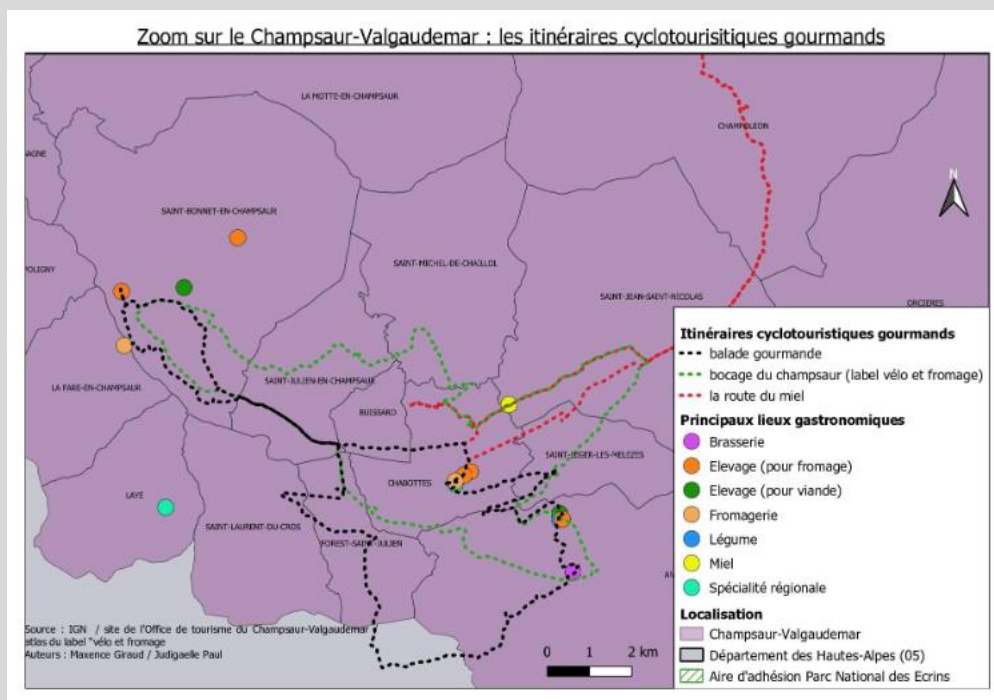 Zoom sur le Champsaur-Valgaudemar : les itinéraires cyclotourisitiques gourmands
LA MOTTE-EN-CHAMPSAUR
CHAMPOLEON
SAINT-BONNET-EN-CHAMPSAUR
N
SAINT-MICHEL-DE-CHAILLOL
POLIGNY
SAINT-JEAN-SAINT-NICOLAS
ORCIERES
LA FARE-EN-CHAMPSAUR
SAINT-JULIEN-EN-CHAMPSAUR
BUISSARD
SAINT-LEGER-LES-MELEZES
CHABOTTES
LAYE
SAINT-LAURENT-DU-CROS
FOREST-SAINT-JULIEN
AN
Itinéraires cyclotouristiques gourmands
balade gourmande
bocage du champsaur (label vélo et fromage)
la route du miel
Principaux lieux gastronomiques
Brasserie
Elevage (pour fromage)
Elevage (pour viande)
Fromagerie
Légume
Miel
Spécialité régionale
Localisation
Champsaur-Valgaudemar
Département des Hautes-Alpes (05)
Aire d'adhésion Parc National des Ecrins
Source : IGN / site de l'Office de tourisme du Champsaur-Valgaudemar
atlas du label "vélo et fromage
Auteurs : Maxence Giraud / Judigaelle Paul
0 1 2 km